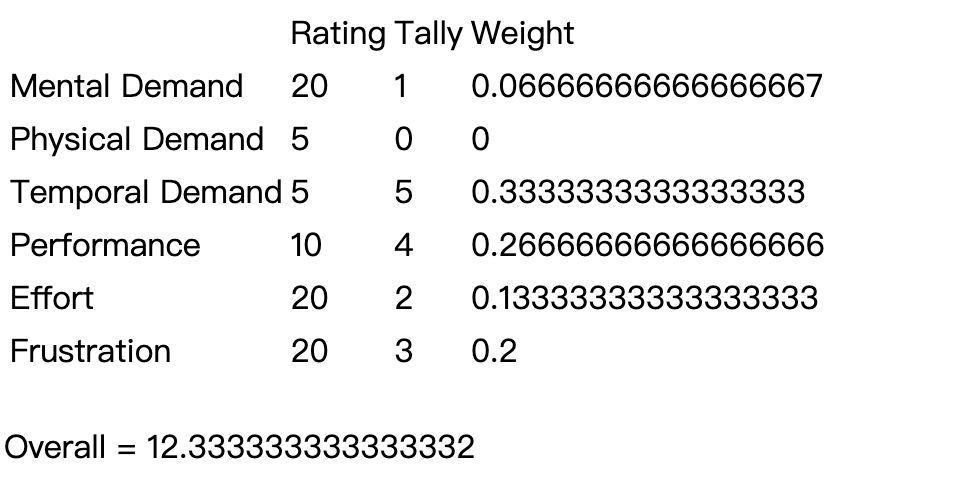 Rating Tally Weight
Mental Demand 20 1 0.06666666666666667
Physical Demand 5 0 0
Temporal Demand 5 5 0.3333333333333333
Performance 10 4 0.26666666666666666
Effort 20 2 0.13333333333333333
Frustration 20 3 0.2
Overall = 12.333333333333332